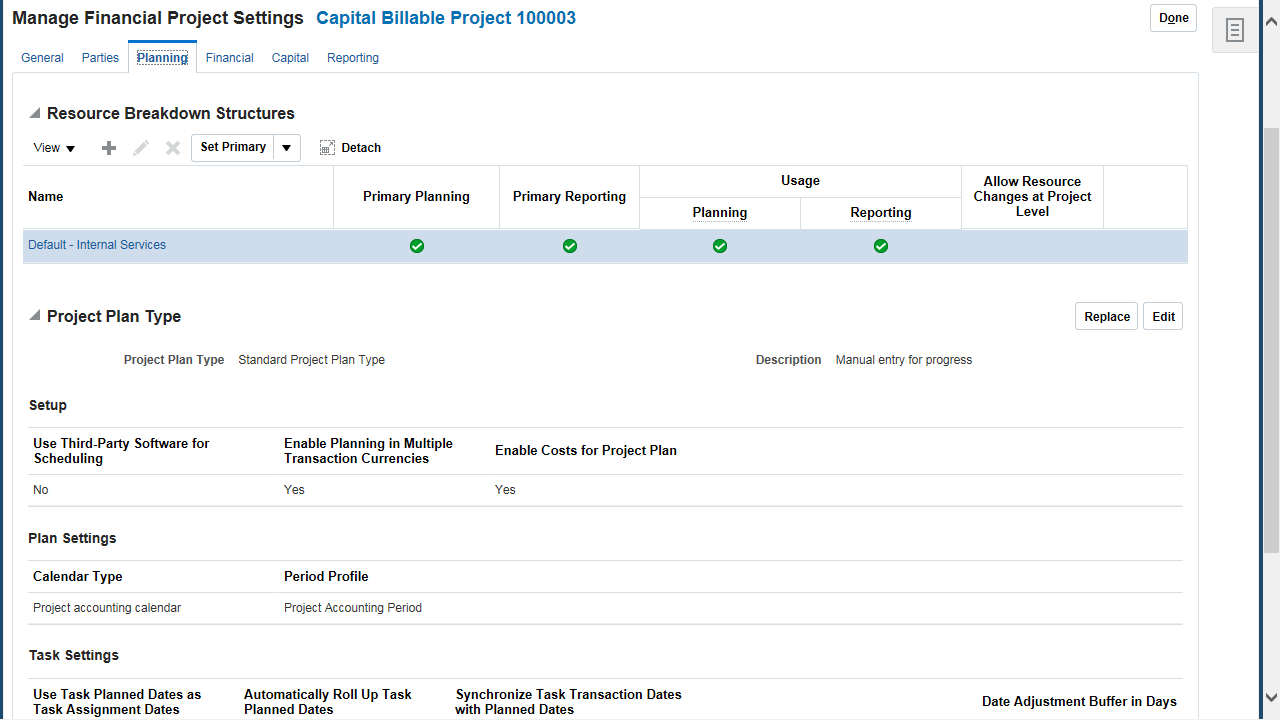 Manage Financial Project Settings Capital Billable Project 100003
Done
General Parties Planning Financial Capital Reporting
Resource Breakdown Structures
View Set Primary Detach
Name Primary Planning Primary Reporting Usage Planning Reporting Allow Resource
Changes at Project
Level
Default - Internal Services
Project Plan Type
Replace Edit
Project Plan Type Standard Project Plan Type Description Manual entry for progress
Setup
Use Third-Party Software for
Scheduling
Enable Planning in Multiple
Transaction Currencies
Enable Costs for Project Plan
No Yes Yes
Plan Settings
Calendar Type Period Profile
Project accounting calendar Project Accounting Period
Task Settings
Use Task Planned Dates as
Task Assignment Dates
Automatically Roll Up Task
Planned Dates
Synchronize Task Transaction Dates
with Planned Dates
Date Adjustment Buffer in Days